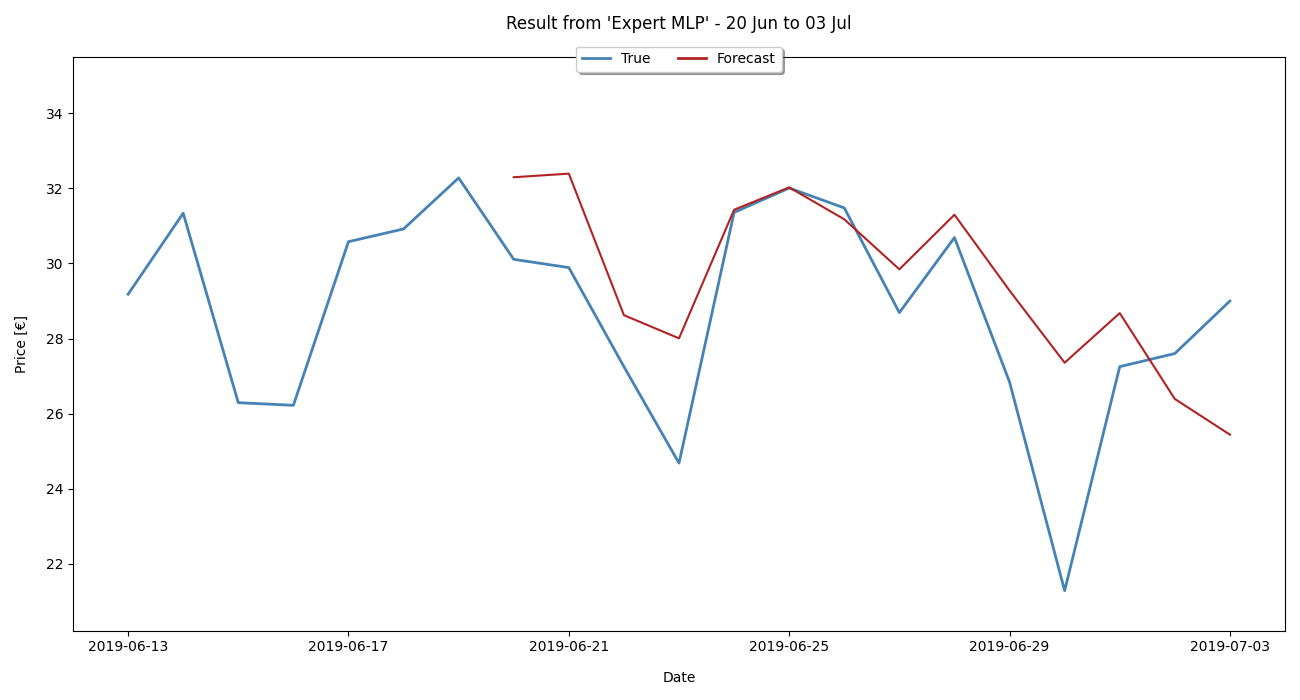 Result from 'Expert MLP' - 20 Jun to 03 Jul
True Forecast
34
32
30
28
26
24
22
Price [€]
2019-06-13 2019-06-17 2019-06-21 2019-06-25 2019-06-29 2019-07-03
Date